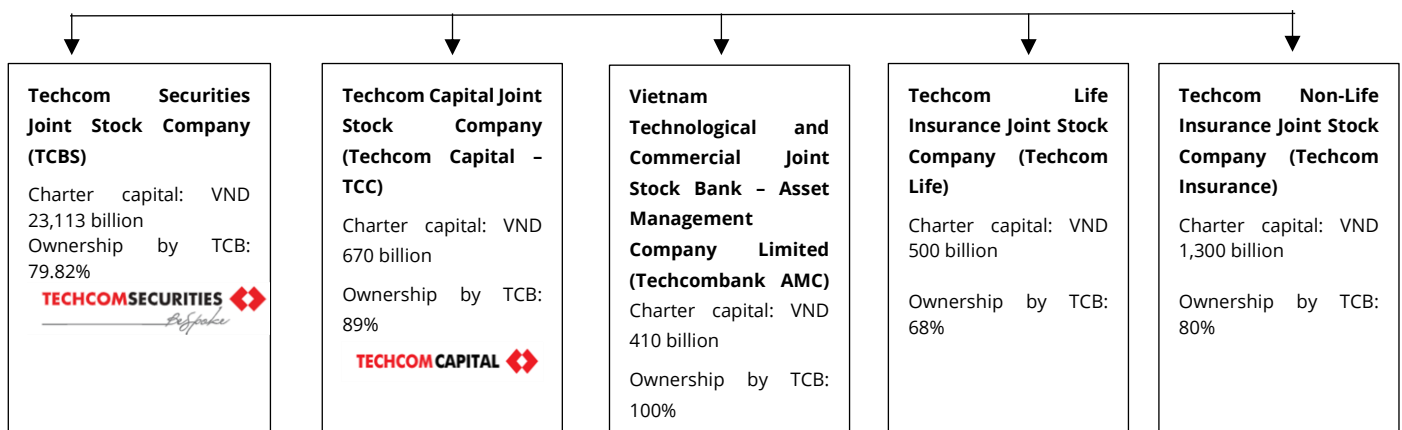 Techcom Securities
Joint Stock Company
(TCBS)
Charter capital: VND
23,113 billion
Ownership by TCB:
79.82%
TECHCOMSECURITIES
BeSpoke
Techcom Capital Joint
Stock Company
(Techcom Capital –
TCC)
Charter capital: VND
670 billion
Ownership by TCB:
89%
TECHCOMCAPITAL
Vietnam
Technological and
Commercial Joint
Stock Bank – Asset
Management
Company Limited
(Techcombank AMC)
Charter capital: VND
410 billion
Ownership by TCB:
100%
Techcom Life
Insurance Joint Stock
Company (Techcom
Life)
Charter capital: VND
500 billion
Ownership by TCB:
68%
Techcom Non-Life
Insurance Joint Stock
Company (Techcom
Insurance)
Charter capital: VND
1,300 billion
Ownership by TCB:
80%